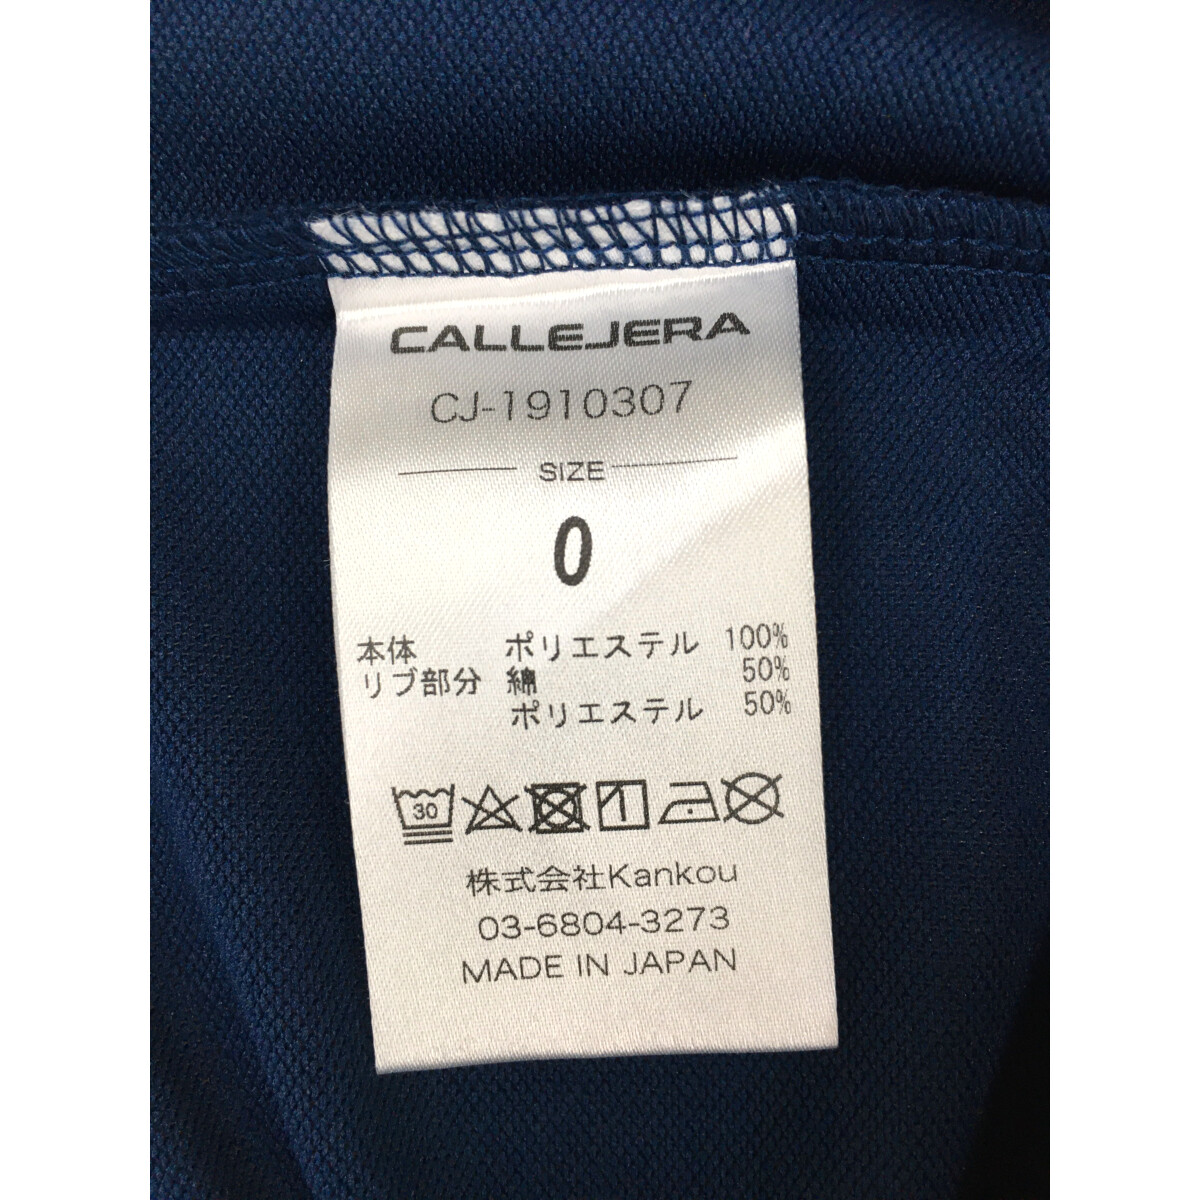 CALLEJERA
CJ-1910307
SIZE
0
本体 ポリエステル 100%
リブ部分 綿 50%
ポリエステル 50%
30
株式会社Kankou
03-6804-3273
MADE IN JAPAN